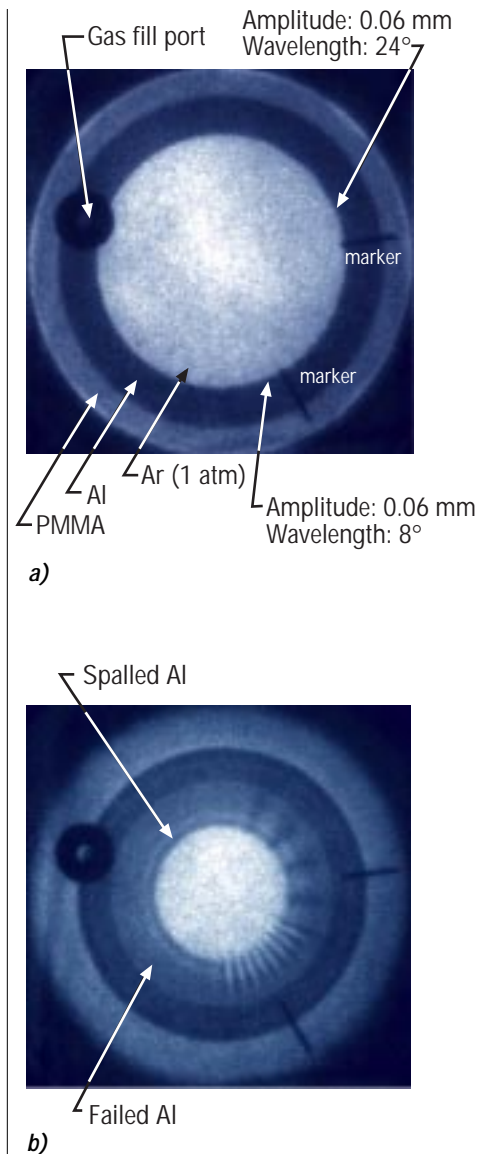 Gas fill port
Amplitude: 0.06 mm
Wavelength: 24°
marker
marker
Ar (1 atm)
Al
PMMA
Amplitude: 0.06 mm
Wavelength: 8°
a)
Spalled Al
Failed Al
b)